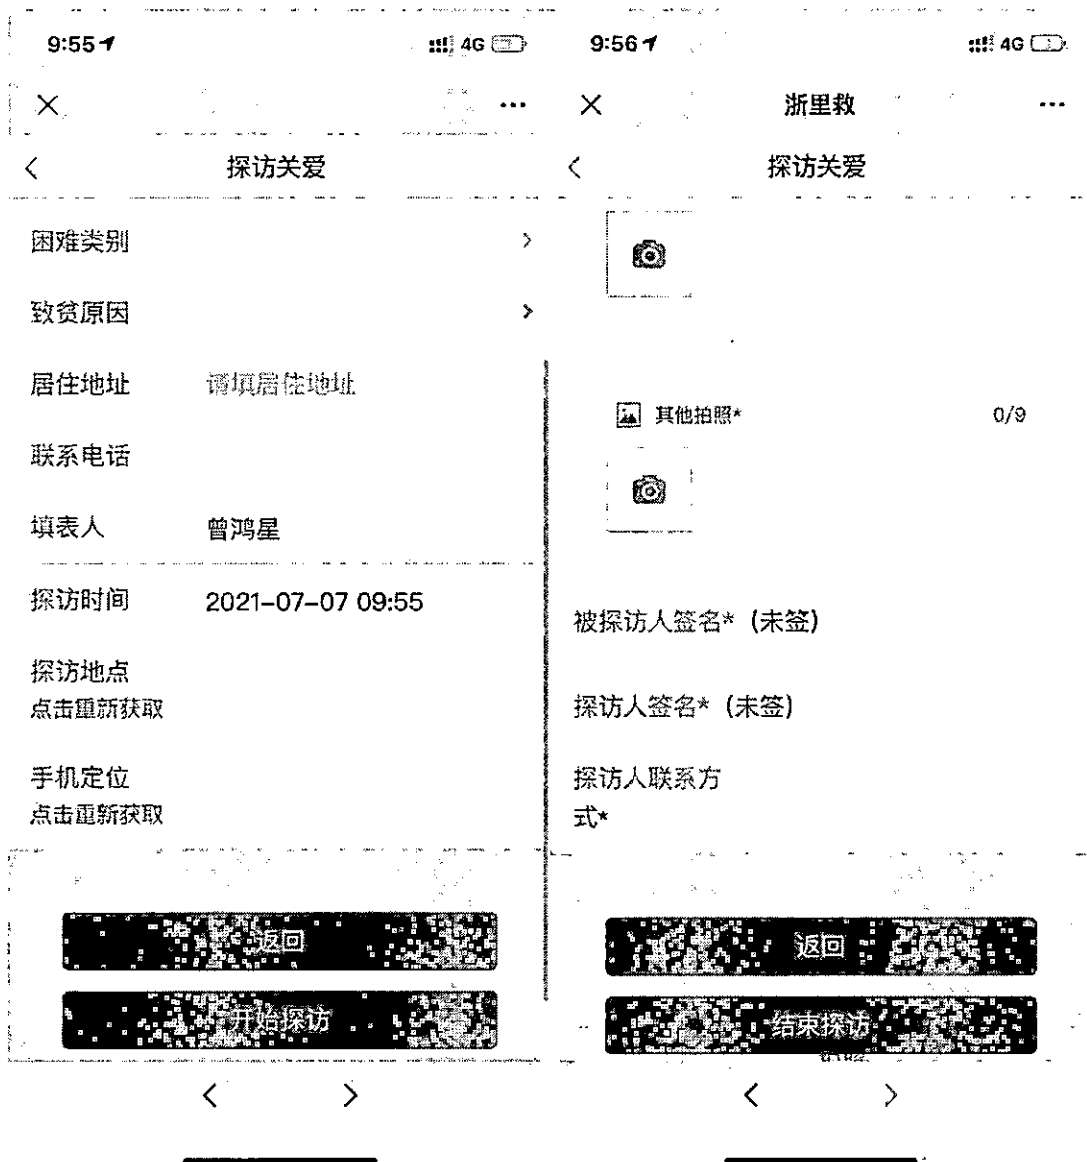 9:55
4G
探访关爱
困难类别
致贫原因
居住地址 请填居住地址
联系电话
填表人 曾鸿星
探访时间 2021-07-07 09:55
探访地点
点击重新获取
手机定位
点击重新获取
返回
开始探访
9:56
4G
浙里救
探访关爱
其他拍照* 0/9
被探访人签名* (未签)
探访人签名* (未签)
探访人联系方
式*
返回
结束探访